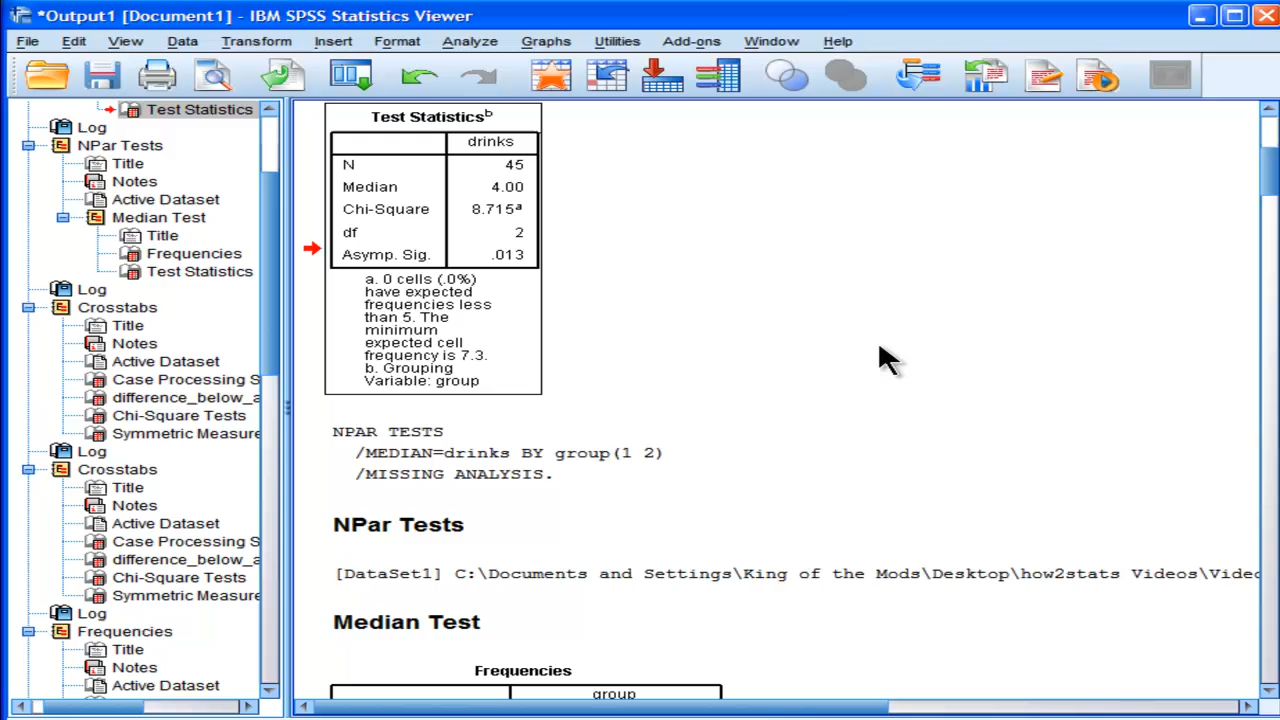 *Output1 [Document1] - IBM SPSS Statistics Viewer
File Edit View Data Transform Insert Format Analyze Graphs Utilities Add-ons Window Help
Test Statistics
Log
NPar Tests
Title
Notes
Active Dataset
Median Test
Title
Frequencies
Test Statistics
Log
Crosstabs
Title
Notes
Active Dataset
Case Processing S
difference_below_a
Chi-Square Tests
Symmetric Measure
Log
Crosstabs
Title
Notes
Active Dataset
Case Processing S
difference_below_a
Chi-Square Tests
Symmetric Measure
Log
Frequencies
Title
Notes
Active Dataset
Test Statisticsb
drinks
N 45
Median 4.00
Chi-Square 8.715a
df 2
Asymp. Sig. .013
a. 0 cells (.0%)
have expected
frequencies less
than 5. The
minimum
expected cell
frequency is 7.3.
b. Grouping
Variable: group
NPAR TESTS
/MEDIAN=drinks BY group(1 2)
/MISSING ANALYSIS.
NPar Tests
[DataSet1] C:\Documents and Settings\King of the Mods\Desktop\how2stats Videos\Video
Median Test
Frequencies
group